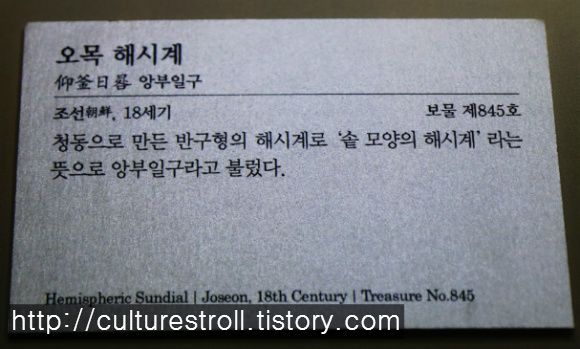 오목 해시계
仰釜日晷 앙부일구
조선朝鮮, 18세기 보물 제845호
청동으로 만든 반구형의 해시계로 ‘솥 모양의 해시계’ 라는
뜻으로 앙부일구라고 불렀다.
Hemispheric Sundial | Joseon, 18th Century | Treasure No.845
http://culturestroll.tistory.com